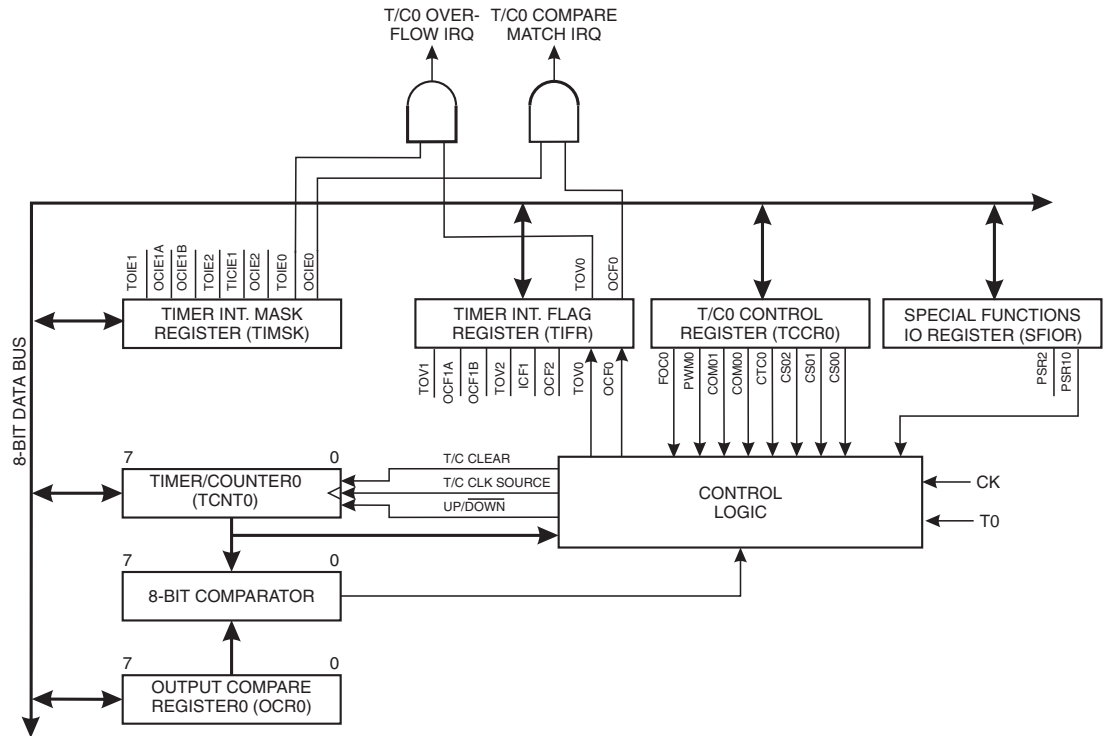 T/C0 OVER-
FLOW IRQ
T/C0 COMPARE
MATCH IRQ
8-BIT DATA BUS
TOIE1
OCIE1A
OCIE1B
TOIE2
TICIE1
OCIE2
TOIE0
OCIE0
TOV0
OCF0
TIMER INT. MASK
REGISTER (TIMSK)
TIMER INT. FLAG
REGISTER (TIFR)
T/C0 CONTROL
REGISTER (TCCR0)
SPECIAL FUNCTIONS
IO REGISTER (SFIOR)
TOV1
OCF1A
OCF1B
TOV2
ICF1
OCF2
TOV0
OCF0
FOC0
PWM0
COM01
COM00
CTC0
CS02
CS01
CS00
PSR2
PSR10
7 0
TIMER/COUNTER0
(TCNT0)
T/C CLEAR
T/C CLK SOURCE
UP/DOWN
CONTROL
LOGIC
CK
T0
7 0
8-BIT COMPARATOR
7 0
OUTPUT COMPARE
REGISTER0 (OCR0)